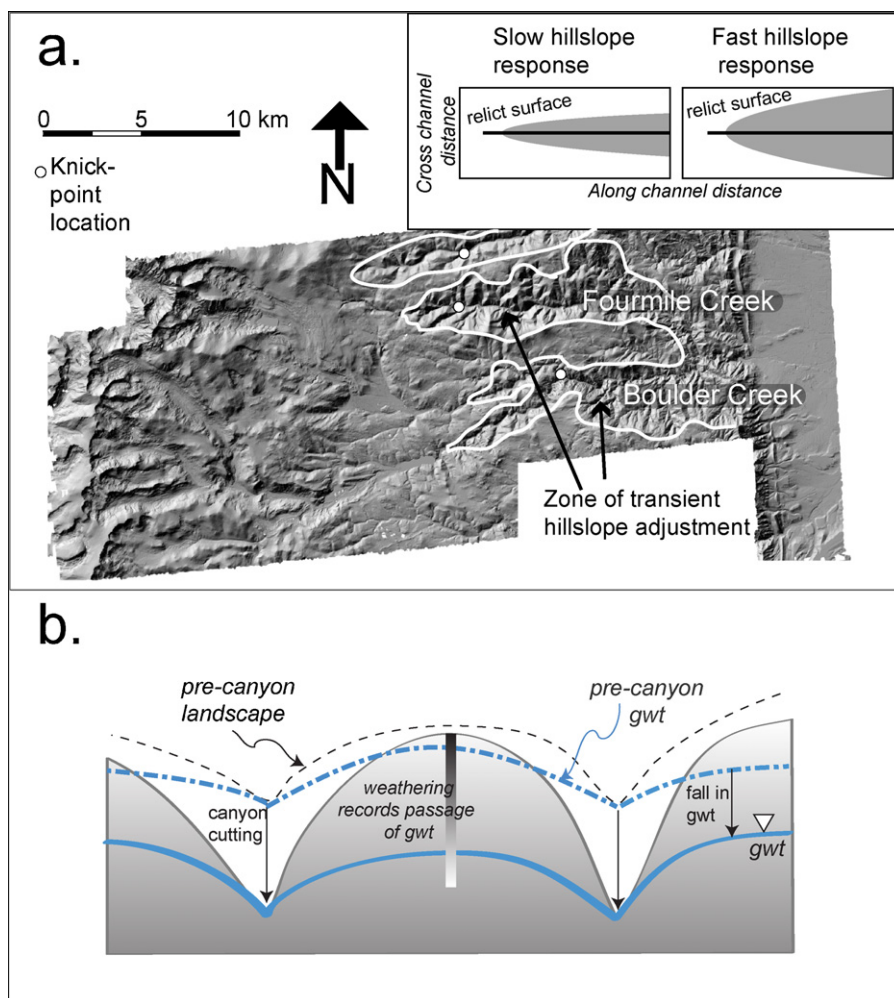 a.
0 5 10 km
Knick-
point
location
N
Slow hillslope
response
Fast hillslope
response
relict surface
relict surface
Cross channel
distance
Along channel distance
Fourmile Creek
Boulder Creek
Zone of transient
hillslope adjustment
b.
pre-canyon
landscape
pre-canyon
gwt
canyon
cutting
weathering
records passage
of gwt
fall in
gwt
gwt